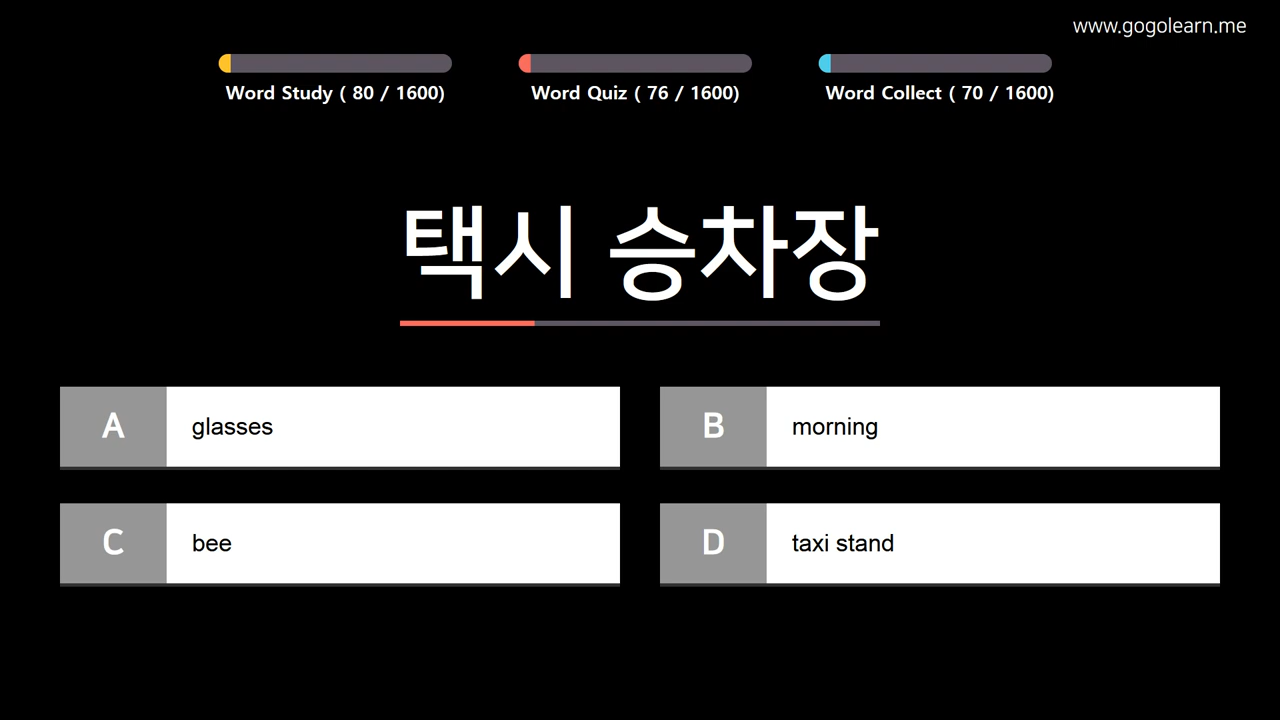 www.gogolearn.me
Word Study ( 80 / 1600)
Word Quiz ( 76 / 1600)
Word Collect ( 70 / 1600)
택시 승차장
A glasses
B morning
C bee
D taxi stand